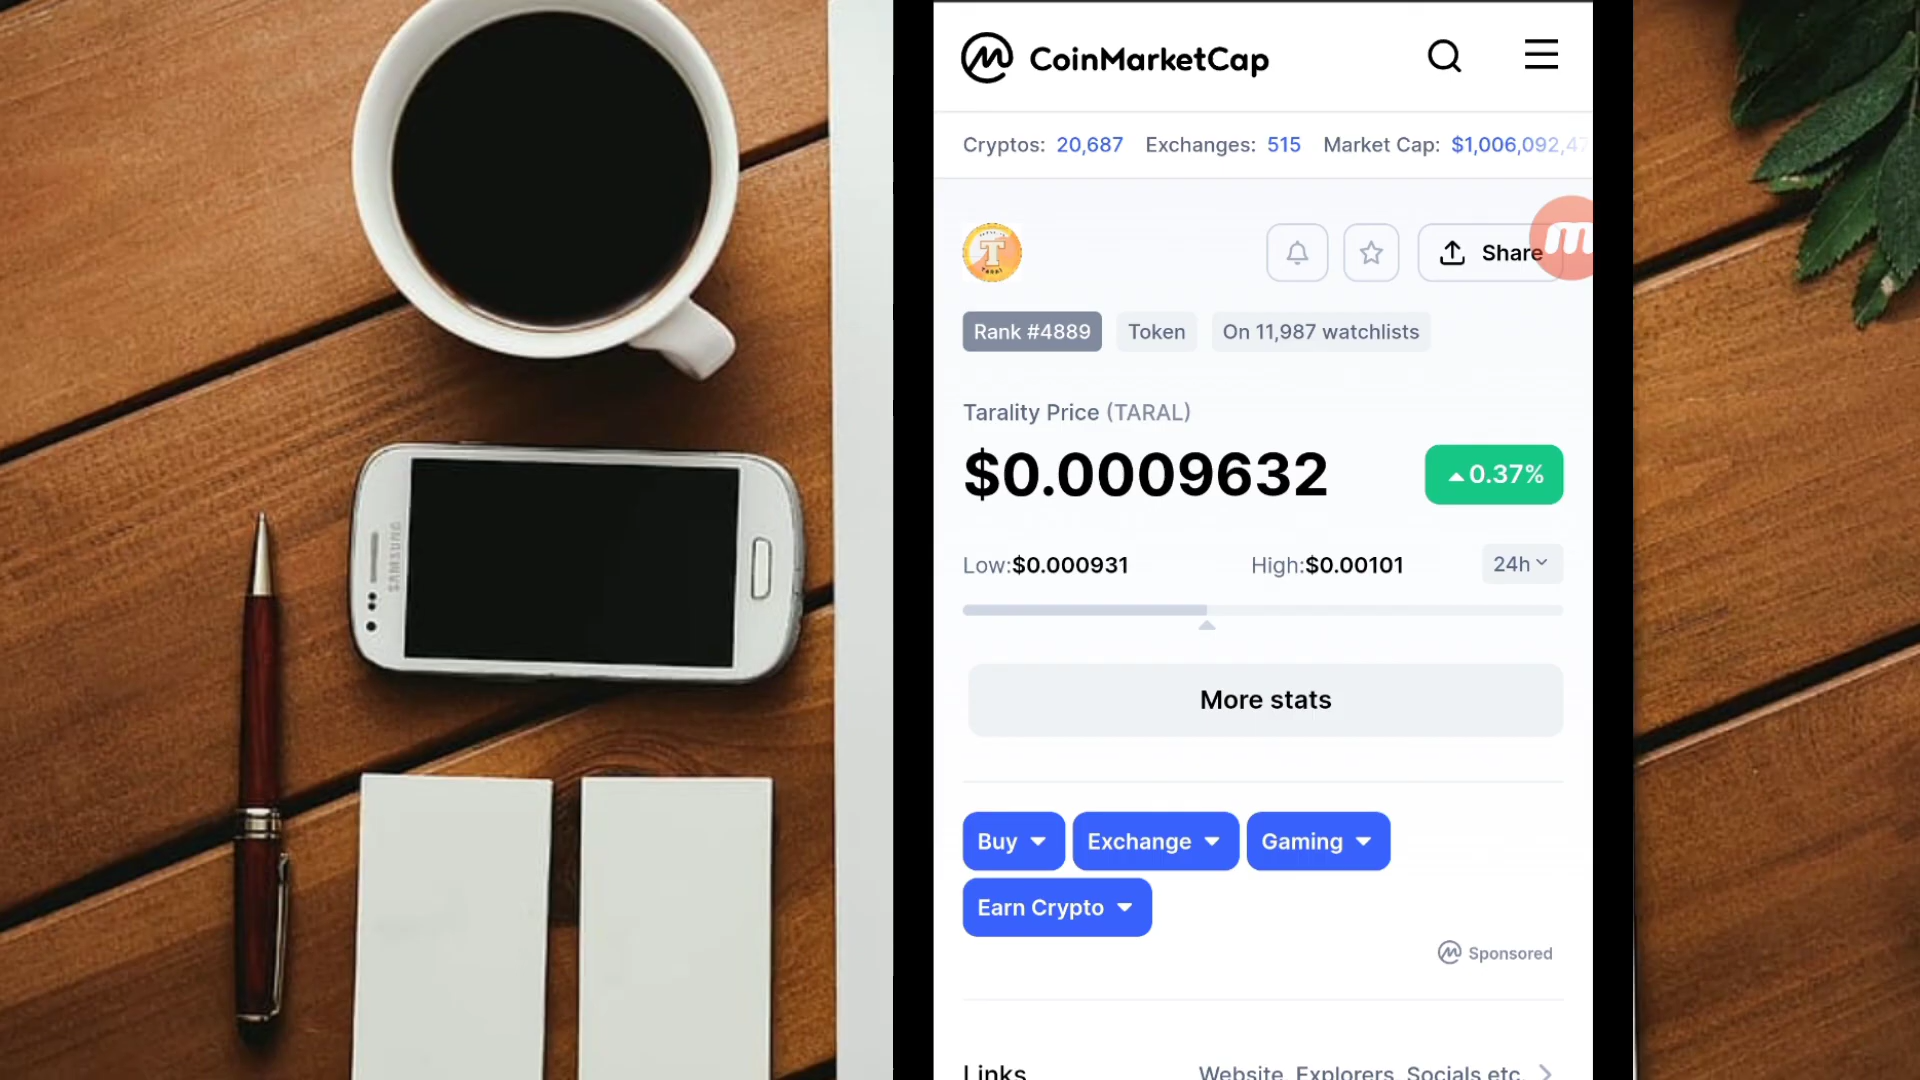 SAMSUNG
CoinMarketCap
Cryptos: 20,687 Exchanges: 515 Market Cap: $1,006,092,47
T
TARAL
Share
m
Rank #4889 Token On 11,987 watchlists
Tarality Price (TARAL)
$0.0009632
0.37%
Low:$0.000931 High:$0.00101 24h
More stats
Buy Exchange Gaming
Earn Crypto
Sponsored
Links Website, Explorers, Socials etc.